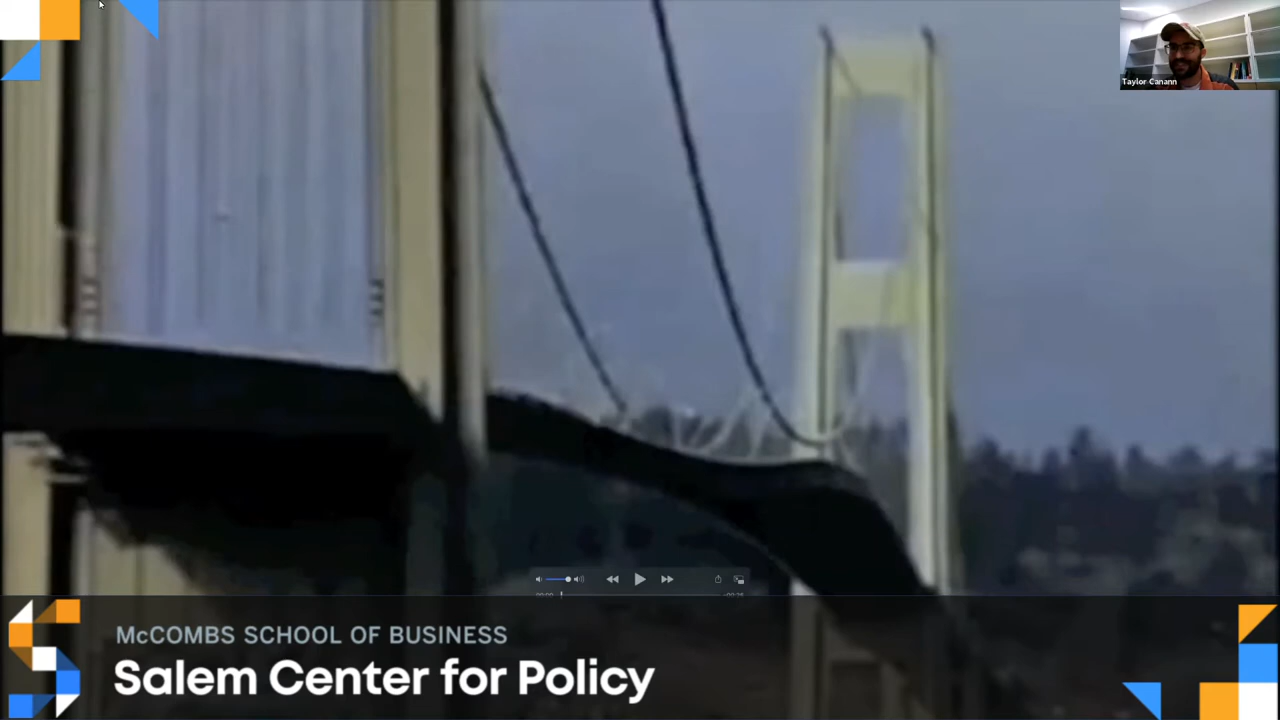 Taylor Canann
McCOMBS SCHOOL OF BUSINESS
Salem Center for Policy